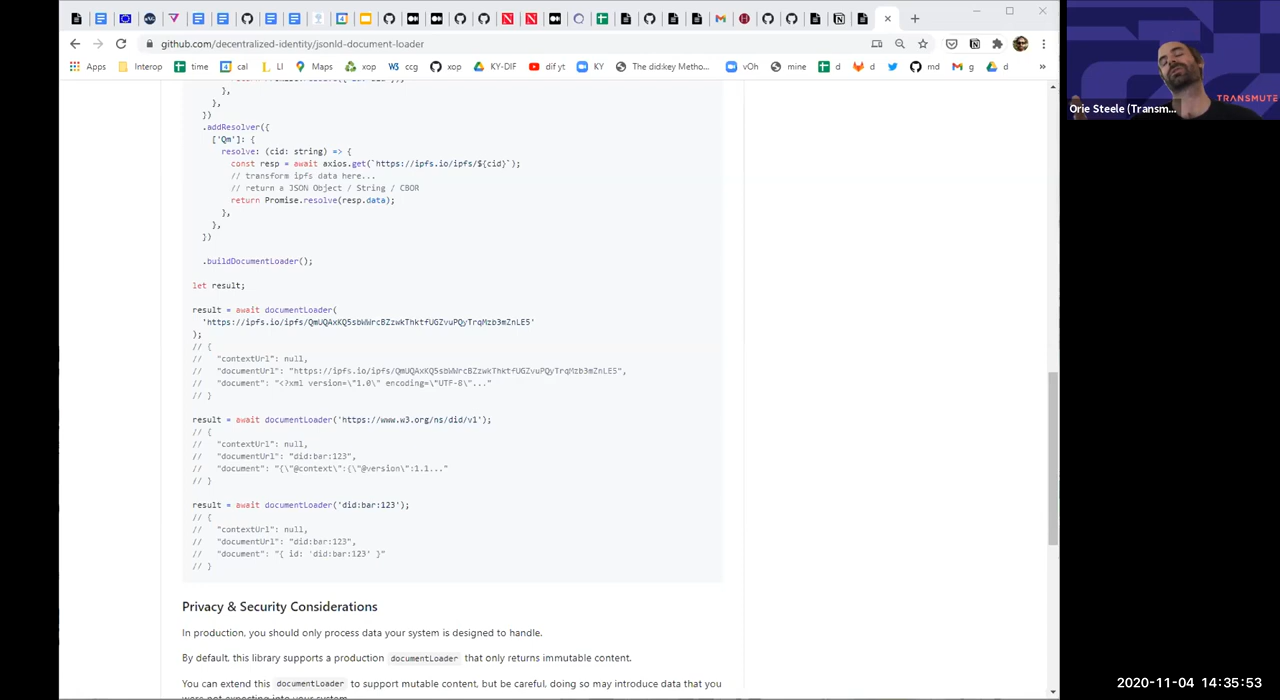 github.com/decentralized-identity/jsonld-document-loader
Apps Interop time cal LI Maps xop ccg xop KY-DIF dif yt KY The did:key Metho... vOh mine d d md g d »
},
},
})
.addResolver({
['Qm']: {
resolve: (cid: string) => {
const resp = await axios.get(`https://ipfs.io/ipfs/${cid}`);
// transform ipfs data here...
// return a JSON Object / String / CBOR
return Promise.resolve(resp.data);
},
},
})
.buildDocumentLoader();
let result;
result = await documentLoader(
'https://ipfs.io/ipfs/QmUQAxKQ5sbWWrcBZzwkThktfUGZvuPQyTrqMzb3mZnLE5'
);
// {
// "contextUrl": null,
// "documentUrl": "https://ipfs.io/ipfs/QmUQAxKQ5sbWWrcBZzwkThktfUGZvuPQyTrqMzb3mZnLE5",
// "document": "<?xml version=\"1.0\" encoding=\"UTF-8\"..."
// }
result = await documentLoader('https://www.w3.org/ns/did/v1');
// {
// "contextUrl": null,
// "documentUrl": "did:bar:123",
// "document": "{\"@context\":{\"@version\":1.1..."
// }
result = await documentLoader('did:bar:123');
// {
// "contextUrl": null,
// "documentUrl": "did:bar:123",
// "document": "{ id: 'did:bar:123' }"
// }
Privacy & Security Considerations
In production, you should only process data your system is designed to handle.
By default, this library supports a production documentLoader that only returns immutable content.
You can extend this documentLoader to support mutable content, but be careful, doing so may introduce data that you
were not expecting into your system
TRANSMUTE
Orie Steele (Transm...
2020-11-04 14:35:53